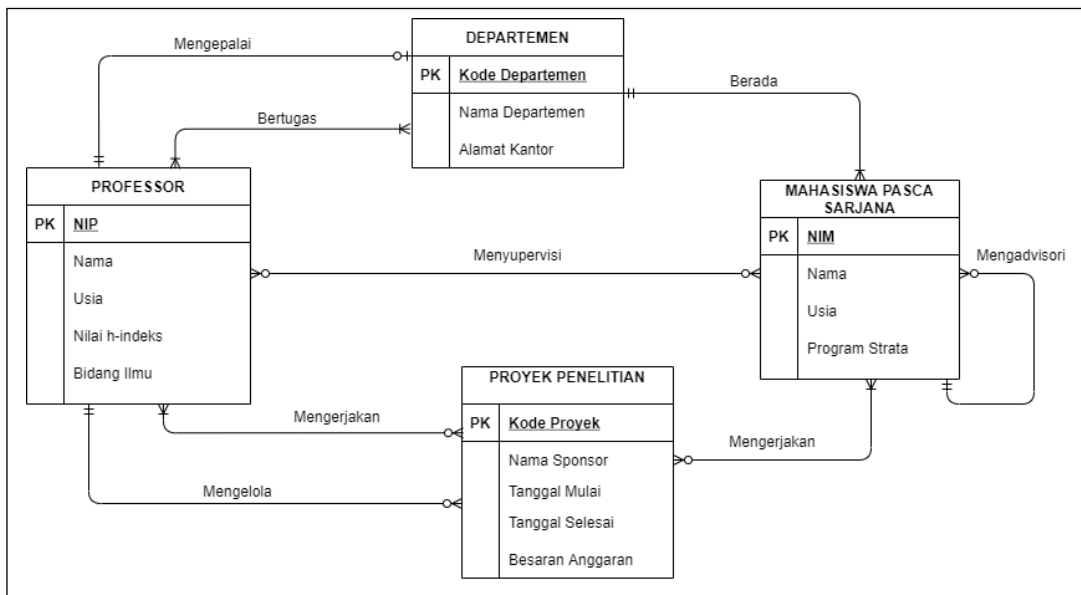 Mengepalai
DEPARTEMEN
PK Kode Departemen
Nama Departemen
Alamat Kantor
Berada
Bertugas
PROFESSOR
PK NIP
Nama
Usia
Nilai h-indeks
Bidang Ilmu
Menyupervisi
MAHASISWA PASCA
SARJANA
PK NIM
Nama
Usia
Program Strata
Mengadvisori
PROYEK PENELITIAN
PK Kode Proyek
Nama Sponsor
Tanggal Mulai
Tanggal Selesai
Besaran Anggaran
Mengerjakan
Mengerjakan
Mengelola